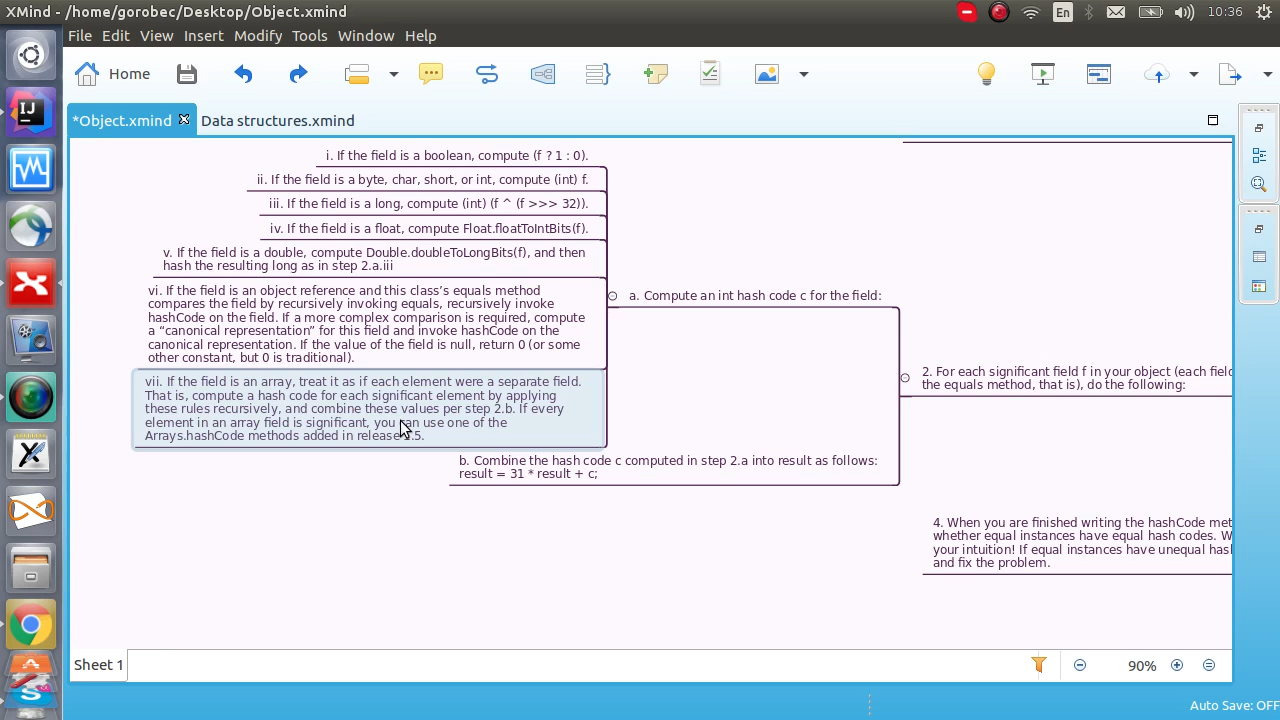 XMind - /home/gorobec/Desktop/Object.xmind
En
10:36
File Edit View Insert Modify Tools Window Help
Home
*Object.xmind
Data structures.xmind
i. If the field is a boolean, compute (f ? 1 : 0).
ii. If the field is a byte, char, short, or int, compute (int) f.
iii. If the field is a long, compute (int) (f ^ (f >>> 32)).
iv. If the field is a float, compute Float.floatToIntBits(f).
v. If the field is a double, compute Double.doubleToLongBits(f), and then
hash the resulting long as in step 2.a.iii
vi. If the field is an object reference and this class’s equals method
compares the field by recursively invoking equals, recursively invoke
hashCode on the field. If a more complex comparison is required, compute
a “canonical representation” for this field and invoke hashCode on the
canonical representation. If the value of the field is null, return 0 (or some
other constant, but 0 is traditional).
vii. If the field is an array, treat it as if each element were a separate field.
That is, compute a hash code for each significant element by applying
these rules recursively, and combine these values per step 2.b. If every
element in an array field is significant, you can use one of the
Arrays.hashCode methods added in release .5.
a. Compute an int hash code c for the field:
b. Combine the hash code c computed in step 2.a into result as follows:
result = 31 * result + c;
2. For each significant field f in your object (each field
the equals method, that is), do the following:
4. When you are finished writing the hashCode met
whether equal instances have equal hash codes. W
your intuition! If equal instances have unequal hash
and fix the problem.
Sheet 1
90%
Auto Save: OFF